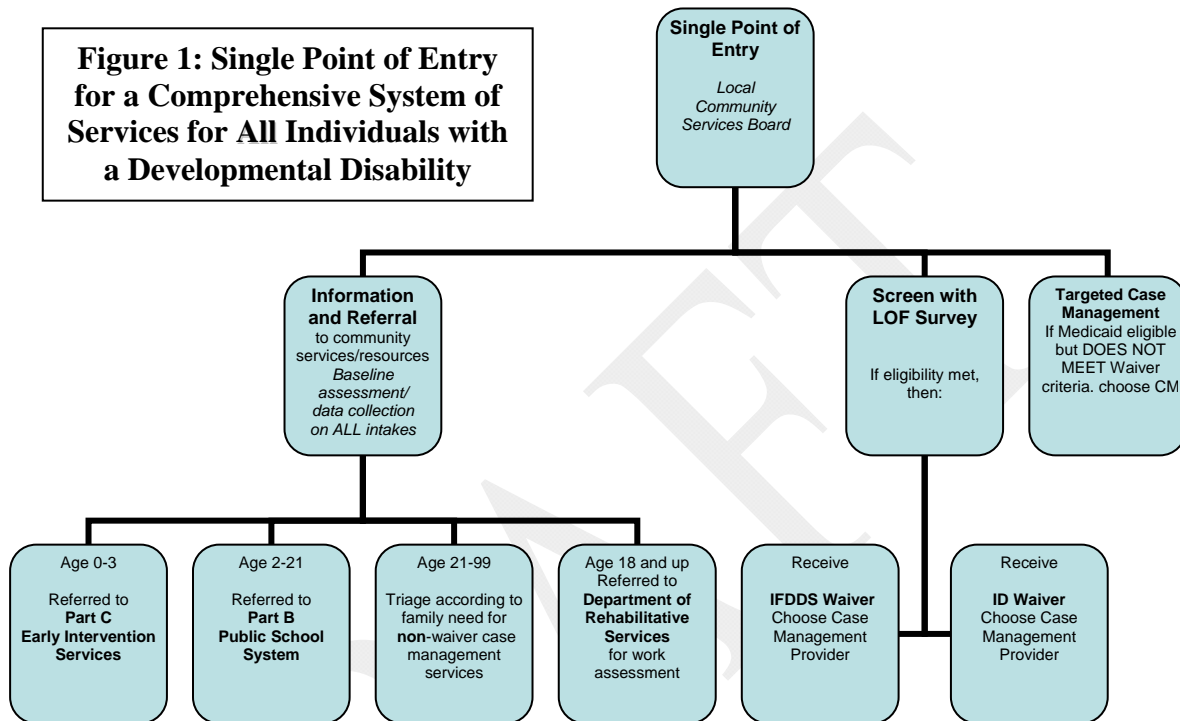 Figure 1: Single Point of Entry
for a Comprehensive System of
Services for All Individuals with
a Developmental Disability
Single Point of
Entry
Local
Community
Services Board
Information
and Referral
to community
services/resources
Baseline
assessment/
data collection
on ALL intakes
Screen with
LOF Survey
If eligibility met,
then:
Targeted Case
Management
If Medicaid eligible
but DOES NOT
MEET Waiver
criteria. choose CM
Age 0-3
Referred to
Part C
Early Intervention
Services
Age 2-21
Referred to
Part B
Public School
System
Age 21-99
Triage according to
family need for
non-waiver case
management
services
Age 18 and up
Referred to
Department of
Rehabilitative
Services
for work
assessment
Receive
IFDDS Waiver
Choose Case
Management
Provider
Receive
ID Waiver
Choose Case
Management
Provider